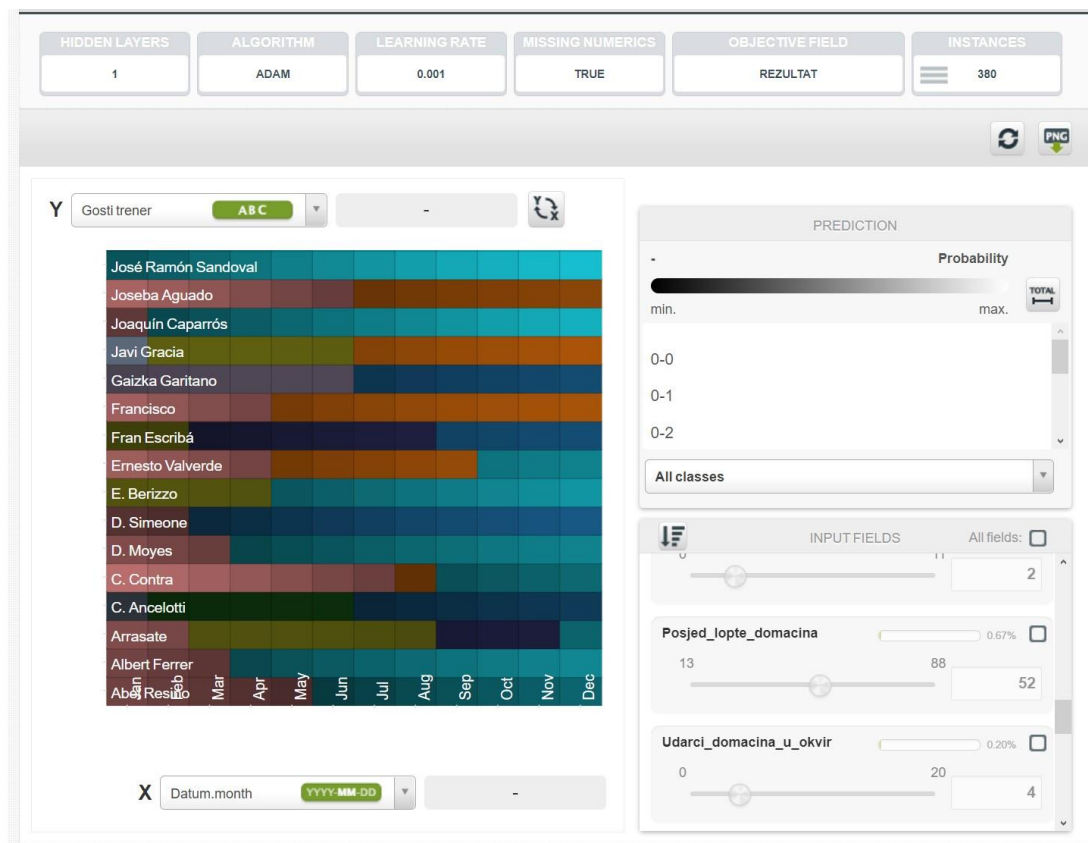 HIDDEN LAYERS ALGORITHM LEARNING RATE MISSING NUMERICS OBJECTIVE FIELD INSTANCES
1 ADAM 0.001 TRUE REZULTAT 380
PNG
Y Gosti trener ABC - Y X
José Ramón Sandoval
Joseba Aguado
Joaquín Caparrós
Javi Gracia
Gaizka Garitano
Francisco
Fran Escribá
Ernesto Valverde
E. Berizzo
D. Simeone
D. Moyes
C. Contra
C. Ancelotti
Arrasate
Albert Ferrer
Abel Resino
Jan Feb Mar Apr May Jun Jul Aug Sep Oct Nov Dec
X Datum.month YYYY-MM-DD -
PREDICTION
- Probability
TOTAL
min. max.
0-0
0-1
0-2
All classes
INPUT FIELDS All fields:
0 11
2
Posjed_lopte_domacina 0.67%
13 88
52
Udarci_domacina_u_okvir 0.20%
0 20
4